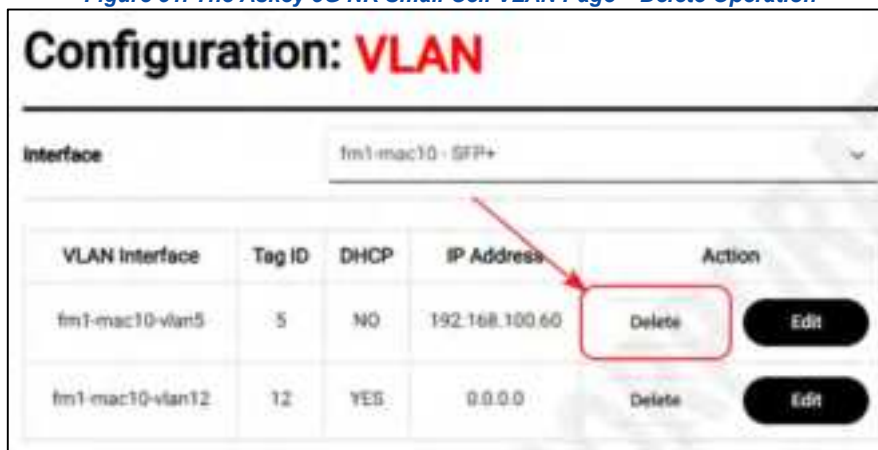 Configuration: VLAN
Interface fm1-mac10 - SFP+
VLAN Interface Tag ID DHCP IP Address Action
fm1-mac10-vlan5 5 NO 192.168.100.60 Delete Edit
fm1-mac10-vlan12 12 YES 0.0.0.0 Delete Edit